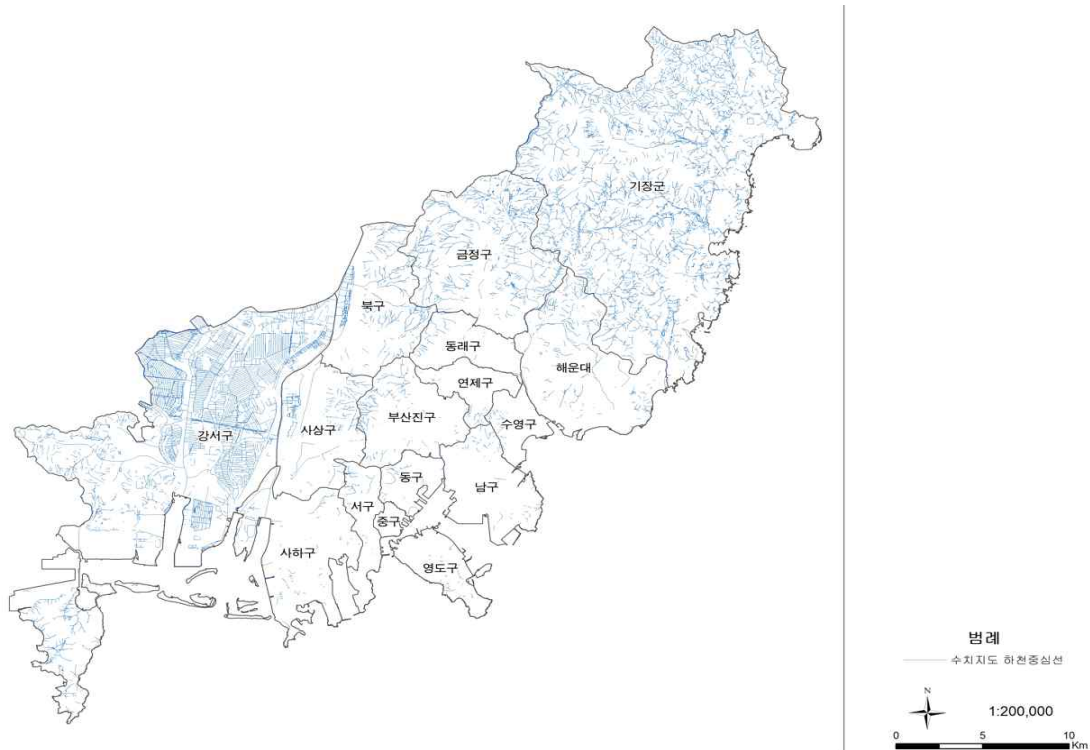 기장군
금정구
북구
동래구
해운대
연제구
부산진구
수영구
사상구
강서구
동구
남구
서구
중구
사하구
영도구
범례
수치지도 하천중심선
N
1:200,000
0 5 10
Km